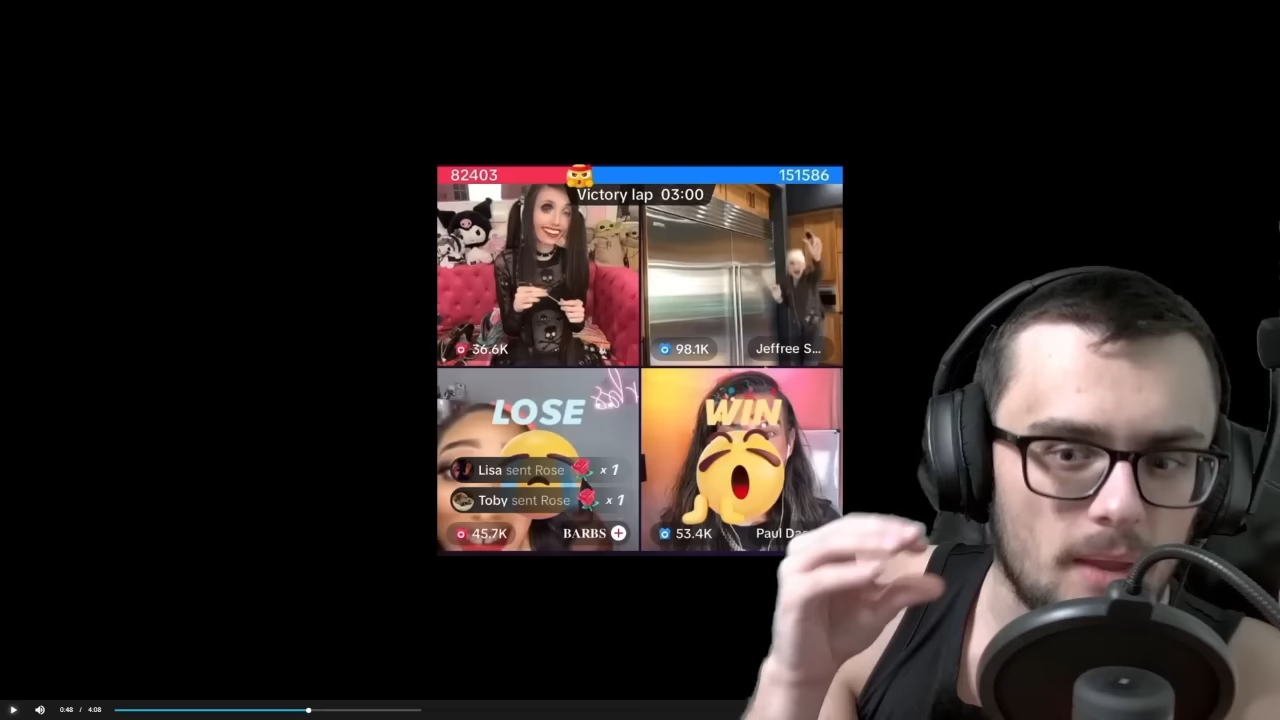 82403
151586
Victory lap 03:00
36.6K
98.1K
Jeffree S...
LOSE
WIN
Lisa sent Rose x 1
Toby sent Rose x 1
45.7K
BARBS
53.4K
Paul
0:48 / 4:08